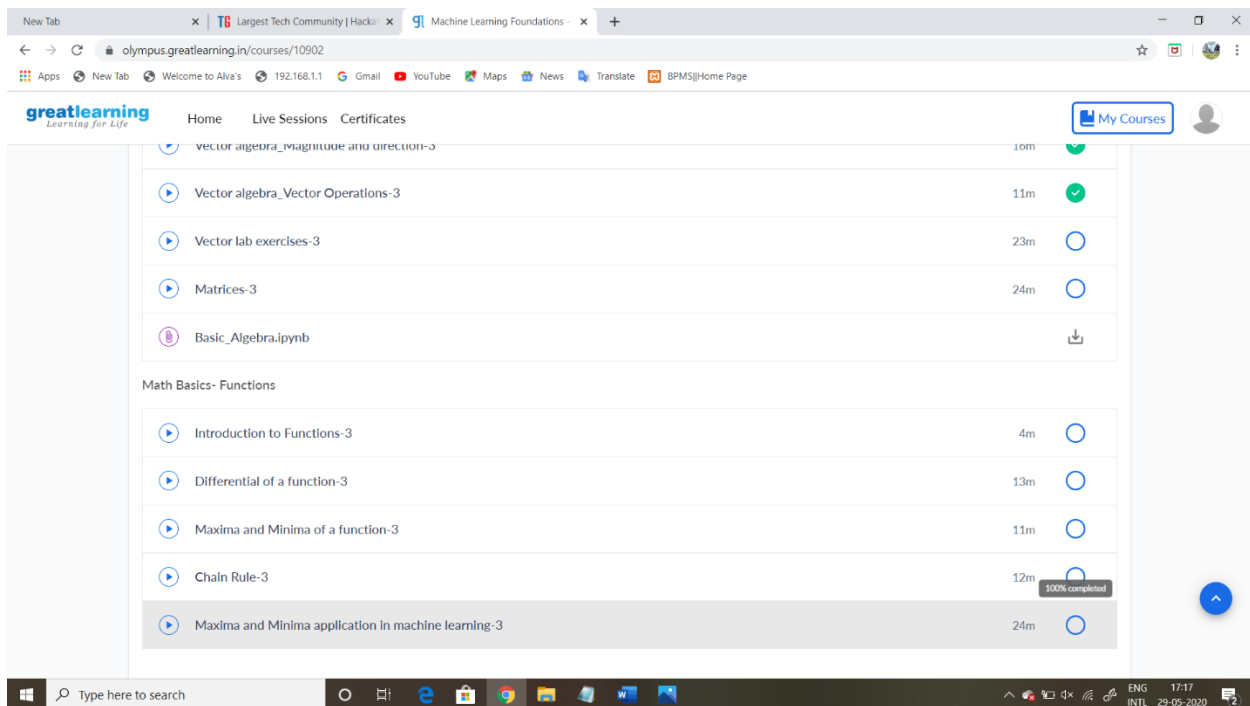 New Tab
Largest Tech Community | Hacka
Machine Learning Foundations -
olympus.greatlearning.in/courses/10902
Apps New Tab Welcome to Alva's 192.168.1.1 Gmail YouTube Maps News Translate BPMS||Home Page
greatlearning
Learning for Life
Home Live Sessions Certificates My Courses
Vector algebra_Magnitude and direction-3 16m
Vector algebra_Vector Operations-3 11m
Vector lab exercises-3 23m
Matrices-3 24m
Basic_Algebra.ipynb
Math Basics- Functions
Introduction to Functions-3 4m
Differential of a function-3 13m
Maxima and Minima of a function-3 11m
Chain Rule-3 12m
100% completed
Maxima and Minima application in machine learning-3 24m
Type here to search
ENG 17:17
INTL 29-05-2020 2